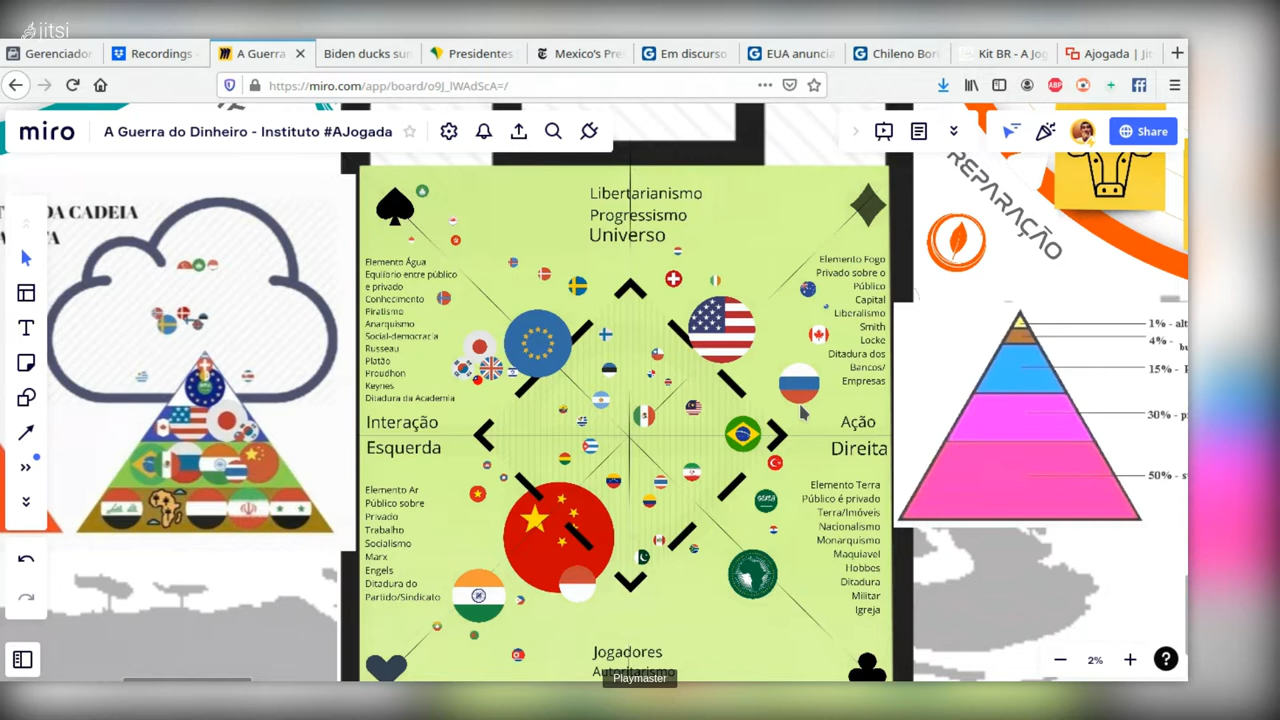 jitsi
Gerenciador
Recordings -
A Guerra
Biden ducks sum
Presidentes
Mexico's Pre
Em discurso
EUA anuncia
Chileno Bori
Kit BR - A Jog
Ajogada | Jit
https://miro.com/app/board/o9J_lWAdScA=/
miro
A Guerra do Dinheiro - Instituto #AJogada
Share
DA CADEIA
REPARAÇÃO
Libertarianismo
Progressismo
Universo
Elemento Água
Equilíbrio entre público
e privado
Conhecimento
Piratismo
Anarquismo
Social-democracia
Russeau
Platão
Proudhon
Keynes
Ditadura da Academia
Elemento Fogo
Privado sobre o
Público
Capital
Liberalismo
Smith
Locke
Ditadura dos
Bancos/
Empresas
Interação
Esquerda
Ação
Direita
Elemento Ar
Público sobre
Privado
Trabalho
Socialismo
Marx
Engels
Ditadura do
Partido/Sindicato
Elemento Terra
Público é privado
Terra/Imóveis
Nacionalismo
Monarquismo
Maquiavel
Hobbes
Ditadura
Militar
Igreja
Jogadores
Autoritarismo
Playmaster
1% - alt
4% -
15% -
30% - p
50% - s
2%